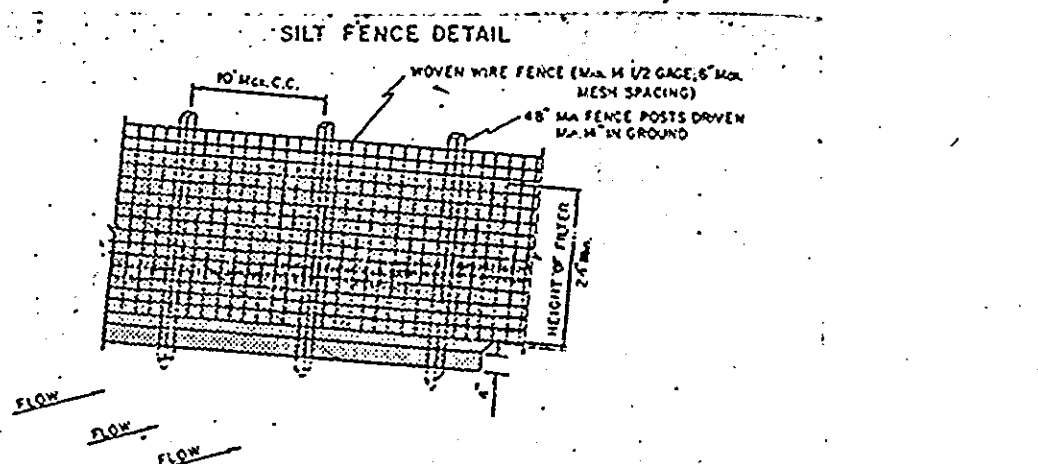 SILT FENCE DETAIL
10' Max. C.C.
WOVEN WIRE FENCE (Min. 14 1/2 GAGE, 6" Max.
MESH SPACING)
48" Min. FENCE POSTS DRIVEN
Min. 14" IN GROUND
HEIGHT OF FILTER
FLOW
FLOW
FLOW